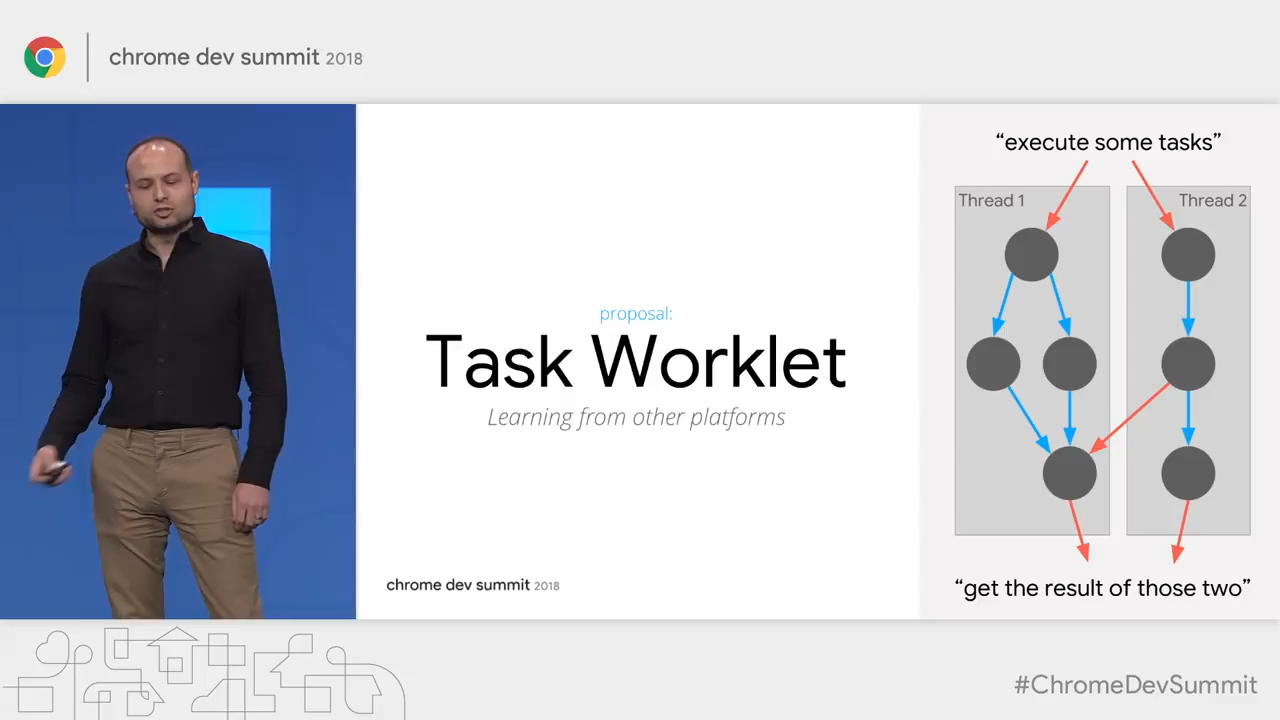 chrome dev summit 2018
"execute some tasks"
Thread 1
Thread 2
proposal:
Task Worklet
Learning from other platforms
chrome dev summit 2018
"get the result of those two"
#ChromeDevSummit